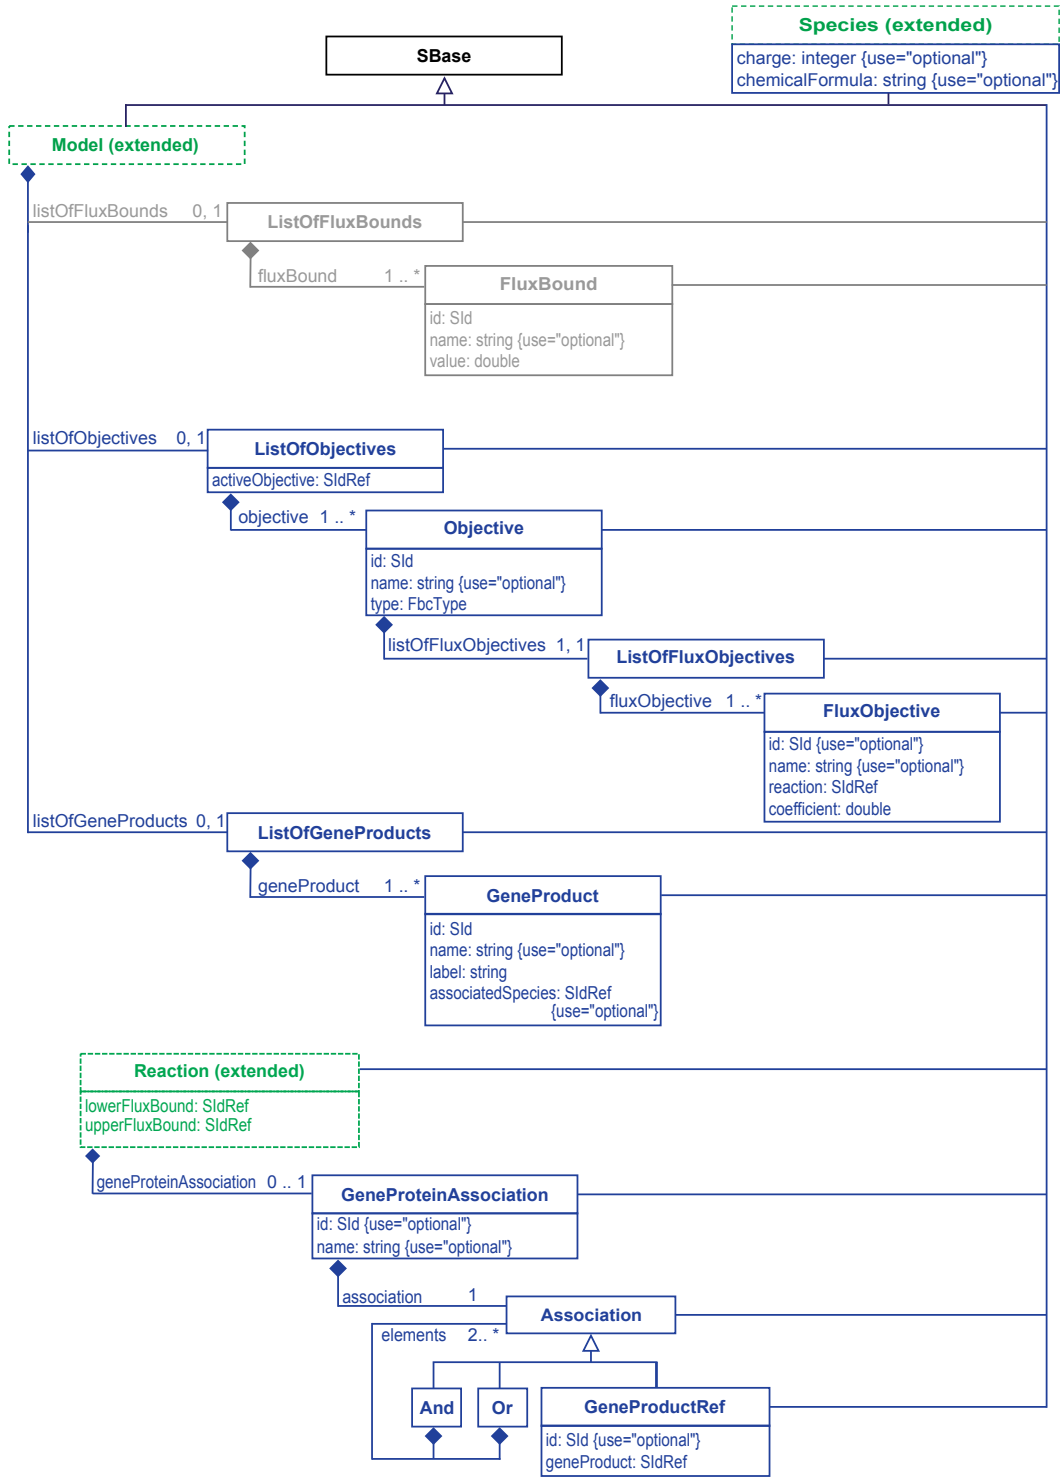 Species (extended)
charge: integer {use="optional"}
chemicalFormula: string {use="optional"}
SBase
Model (extended)
listOfFluxBounds 0, 1
ListOfFluxBounds
fluxBound 1 .. *
FluxBound
id: SId
name: string {use="optional"}
value: double
listOfObjectives 0, 1
ListOfObjectives
activeObjective: SIdRef
objective 1 .. *
Objective
id: SId
name: string {use="optional"}
type: FbcType
listOfFluxObjectives 1, 1
ListOfFluxObjectives
fluxObjective 1 .. *
FluxObjective
id: SId {use="optional"}
name: string {use="optional"}
reaction: SIdRef
coefficient: double
listOfGeneProducts 0, 1
ListOfGeneProducts
geneProduct 1 .. *
GeneProduct
id: SId
name: string {use="optional"}
label: string
associatedSpecies: SIdRef
{use="optional"}
Reaction (extended)
lowerFluxBound: SIdRef
upperFluxBound: SIdRef
geneProteinAssociation 0 .. 1
GeneProteinAssociation
id: SId {use="optional"}
name: string {use="optional"}
association 1
Association
elements 2.. *
And
Or
GeneProductRef
id: SId {use="optional"}
geneProduct: SIdRef